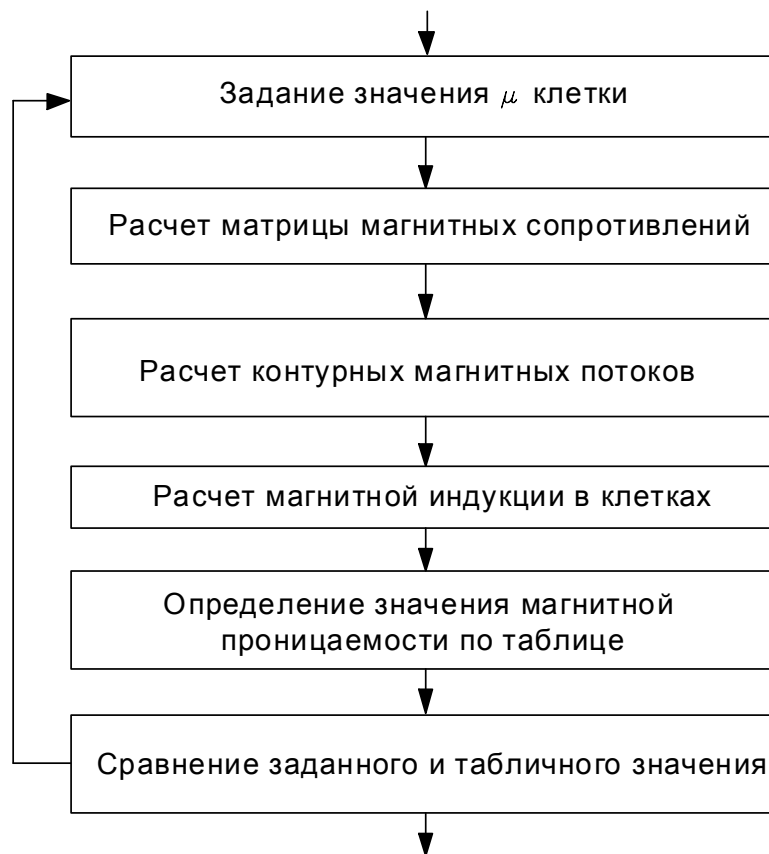 Задание значения μ клетки
Расчет матрицы магнитных сопротивлений
Расчет контурных магнитных потоков
Расчет магнитной индукции в клетках
Определение значения магнитной
проницаемости по таблице
Сравнение заданного и табличного значения